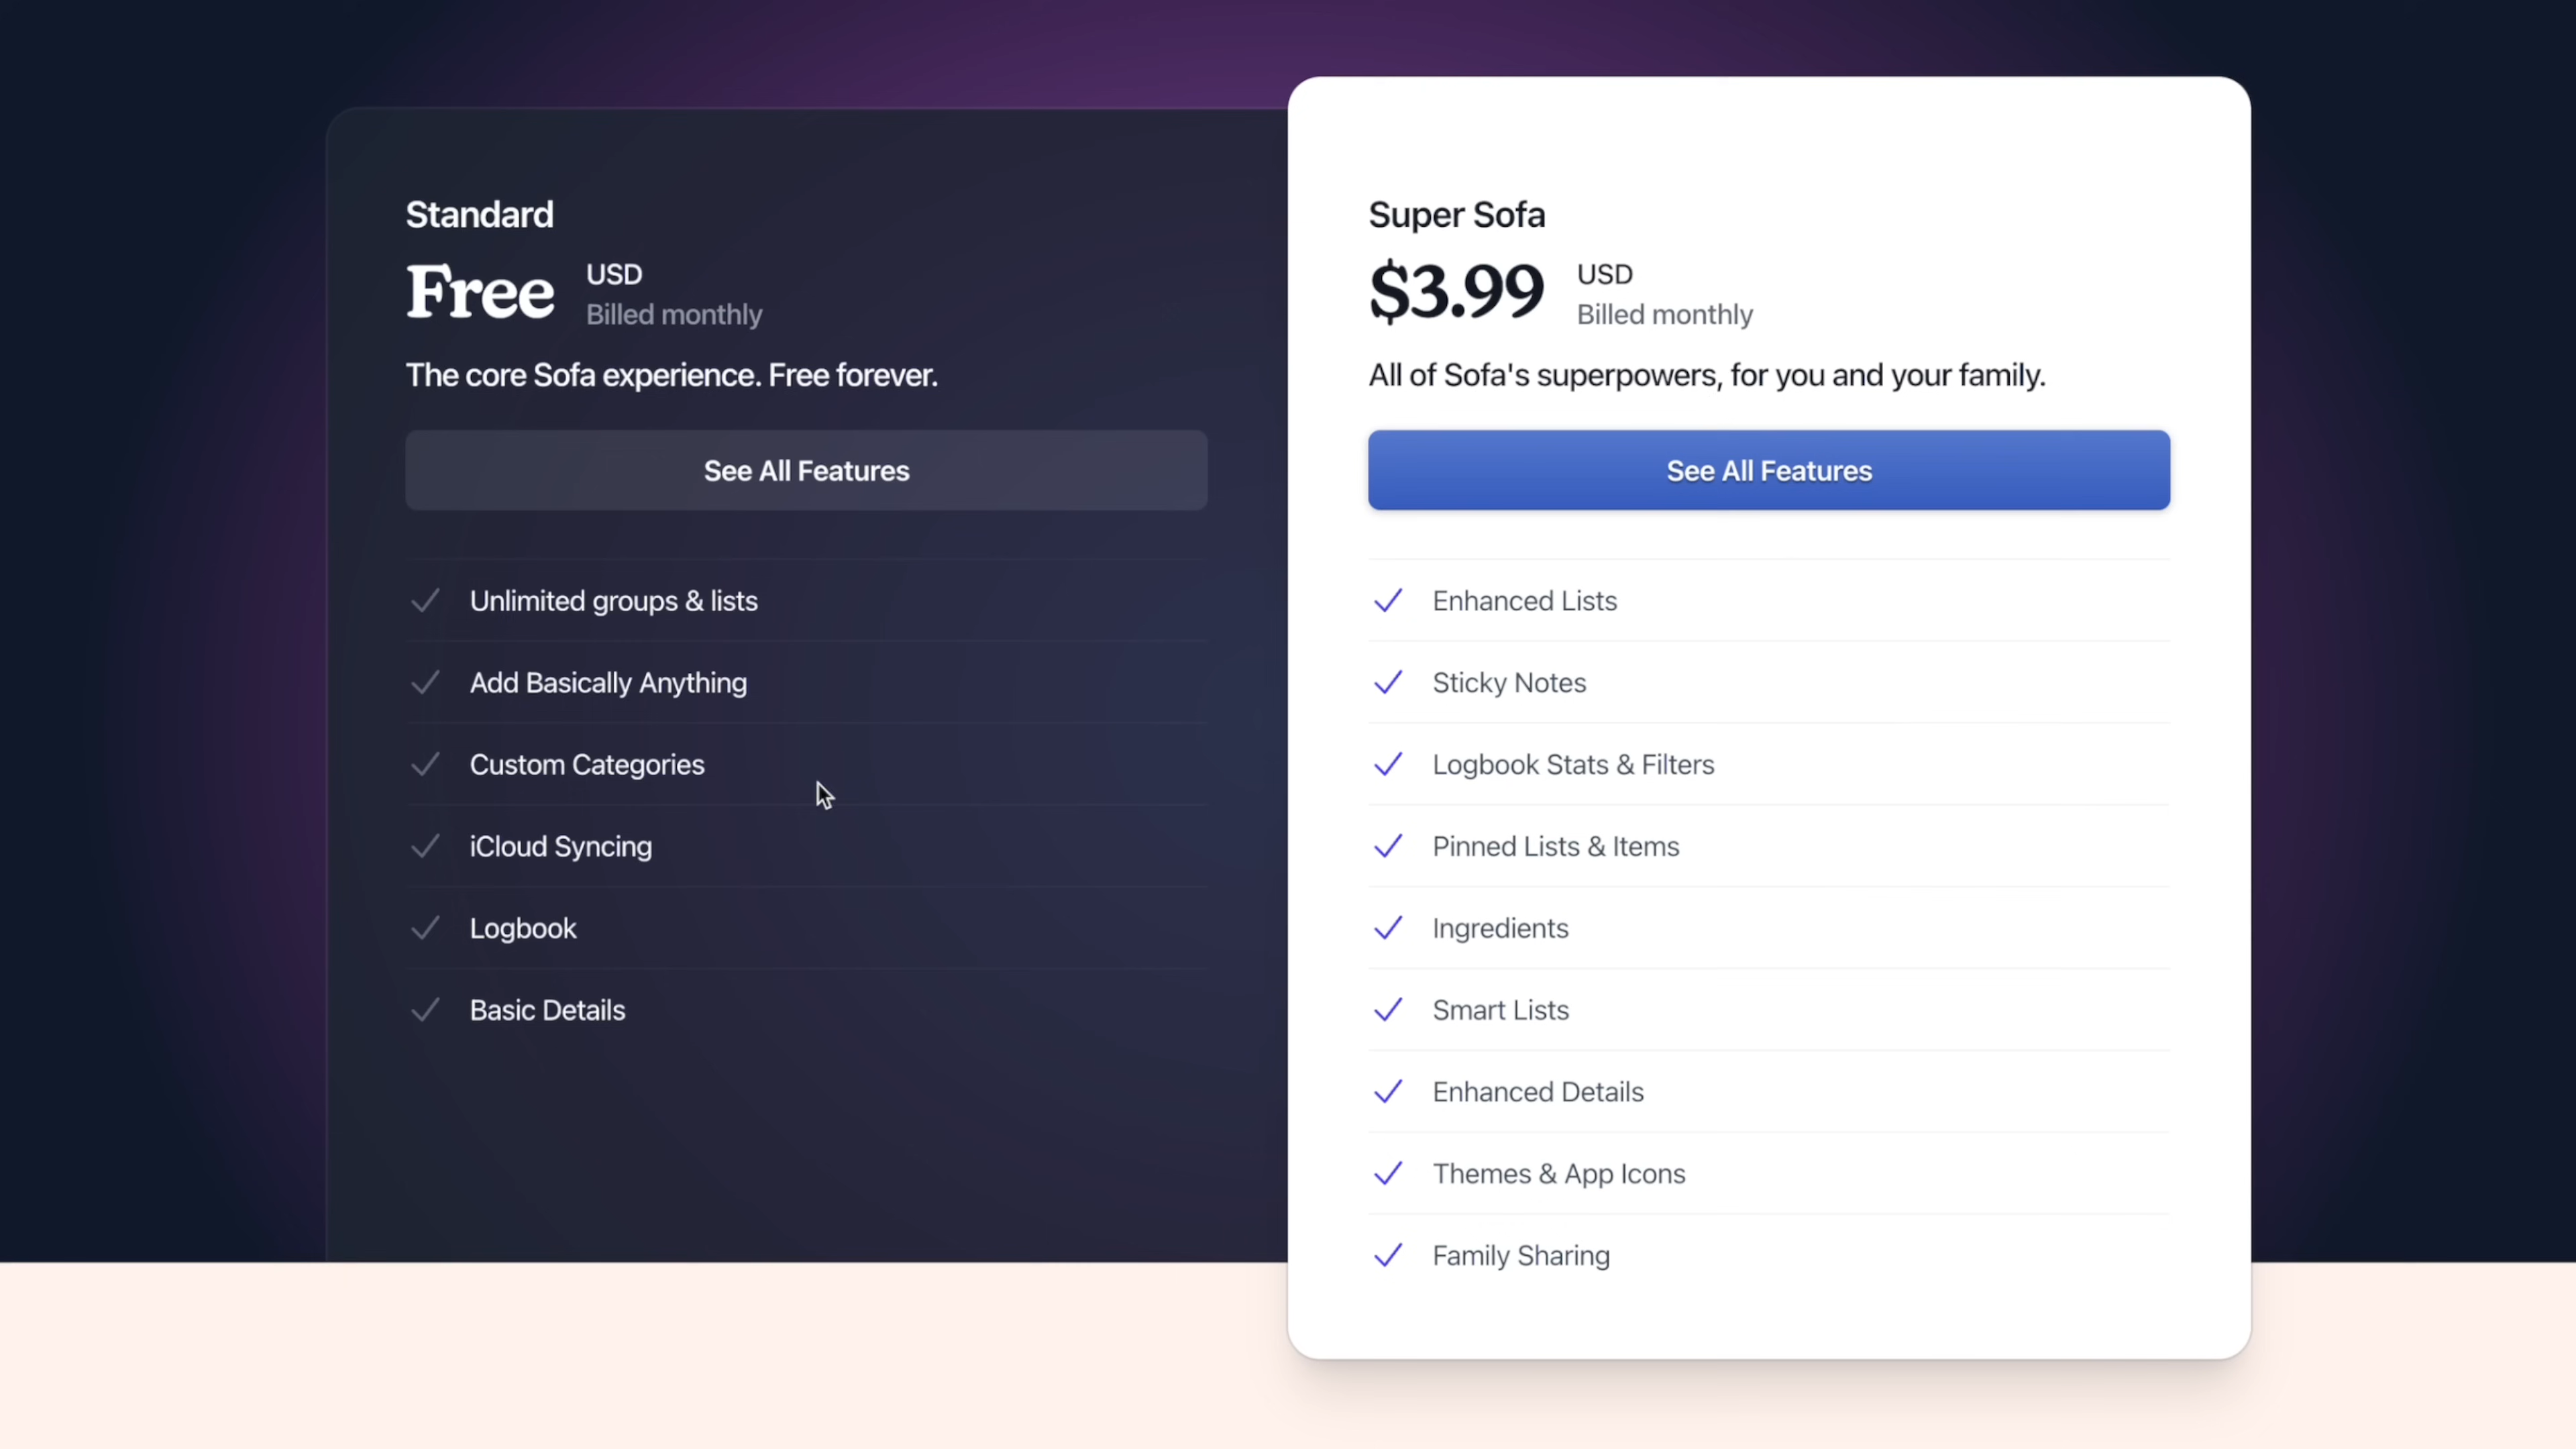 Standard
Free
USD
Billed monthly
The core Sofa experience. Free forever.
See All Features
Unlimited groups & lists
Add Basically Anything
Custom Categories
iCloud Syncing
Logbook
Basic Details
Super Sofa
$3.99
USD
Billed monthly
All of Sofa's superpowers, for you and your family.
See All Features
Enhanced Lists
Sticky Notes
Logbook Stats & Filters
Pinned Lists & Items
Ingredients
Smart Lists
Enhanced Details
Themes & App Icons
Family Sharing